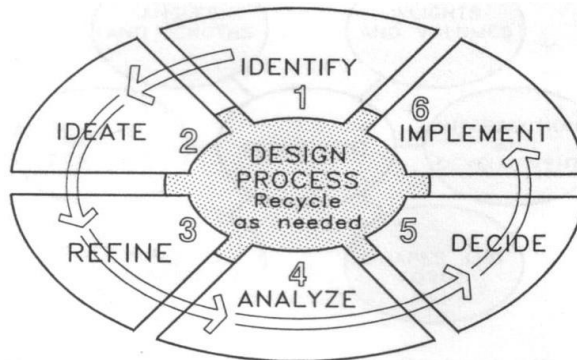 IDENTIFY
1
IDEATE
2
REFINE
3
ANALYZE
4
DECIDE
5
IMPLEMENT
6
DESIGN
PROCESS
Recycle
as needed